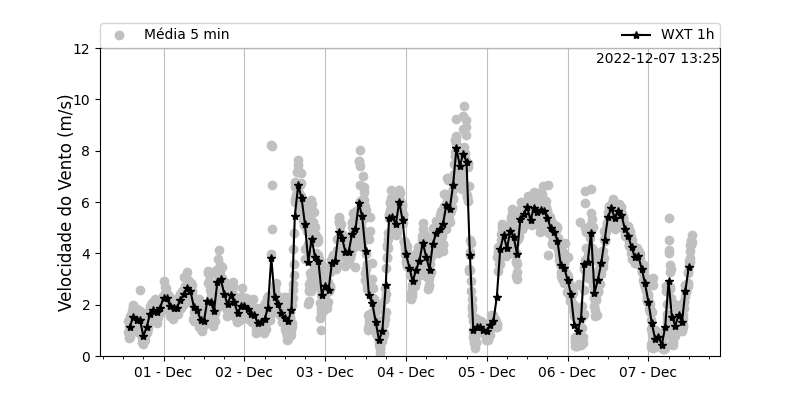 Média 5 min
WXT 1h
2022-12-07 13:25
Velocidade do Vento (m/s)
12
10
8
6
4
2
0
01 - Dec
02 - Dec
03 - Dec
04 - Dec
05 - Dec
06 - Dec
07 - Dec